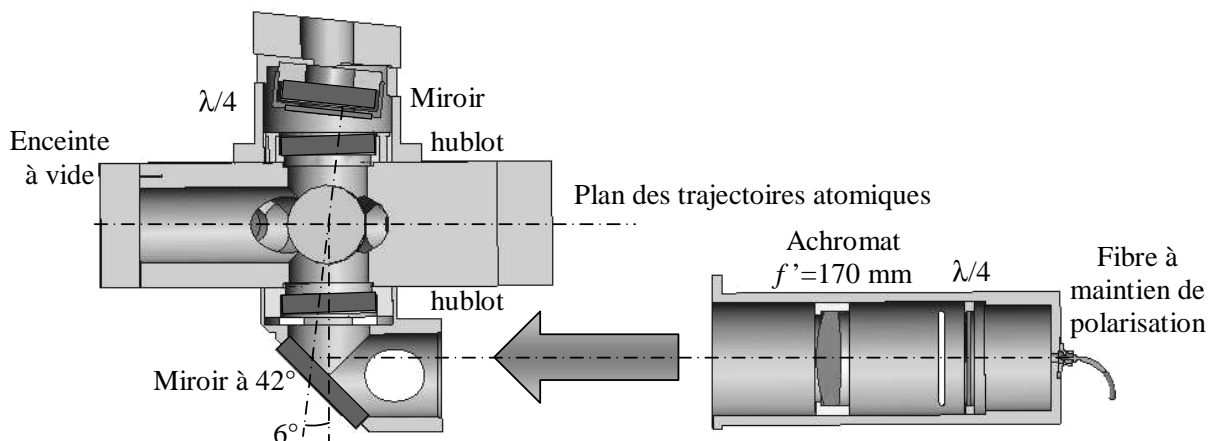 λ/4
Miroir
hublot
Enceinte
à vide
Plan des trajectoires atomiques
Achromat
f '=170 mm
λ/4
Fibre à
maintien de
polarisation
hublot
Miroir à 42°
6°